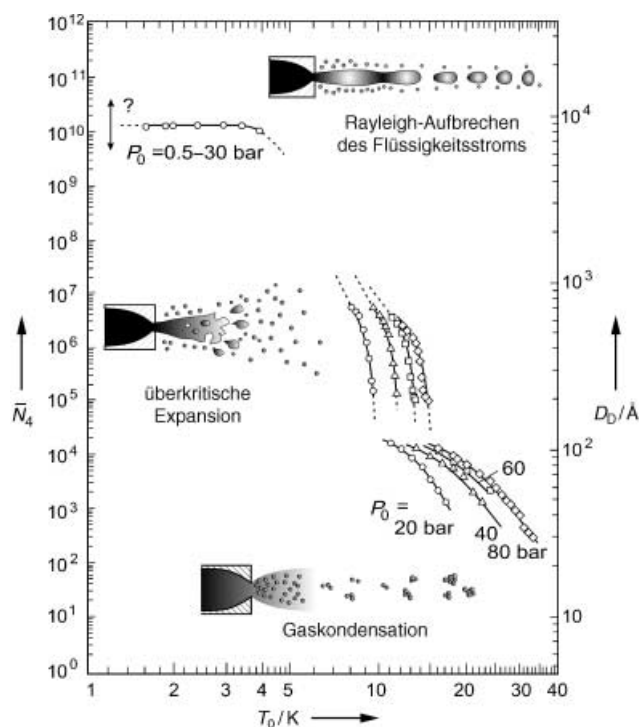 10¹²
10¹¹
10¹⁰
10⁹
10⁸
10⁷
10⁶
10⁵
10⁴
10³
10²
10¹
10⁰
N̄₄
?
P₀ =0.5–30 bar
Rayleigh-Aufbrechen
des Flüssigkeitsstroms
überkritische
Expansion
P₀ =
20 bar
40
60
80 bar
Gaskondensation
10⁴
10³
10²
10
D_D/Å
1 2 3 4 5 10 20 30 40
T₀/K